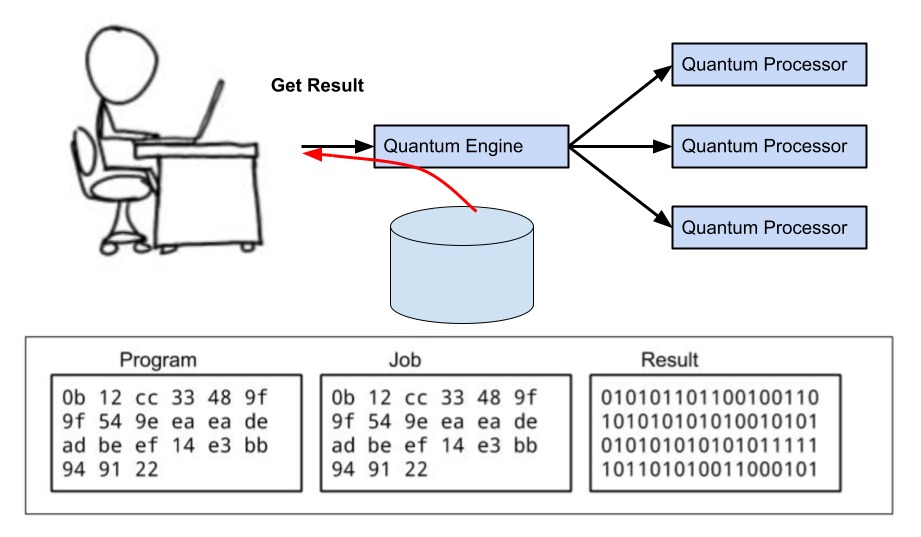 Get Result
Quantum Engine
Quantum Processor
Quantum Processor
Quantum Processor
Program
0b 12 cc 33 48 9f
9f 54 9e ea ea de
ad be ef 14 e3 bb
94 91 22
Job
0b 12 cc 33 48 9f
9f 54 9e ea ea de
ad be ef 14 e3 bb
94 91 22
Result
010101101100100110
101010101010010101
010101010101011111
101101010011000101